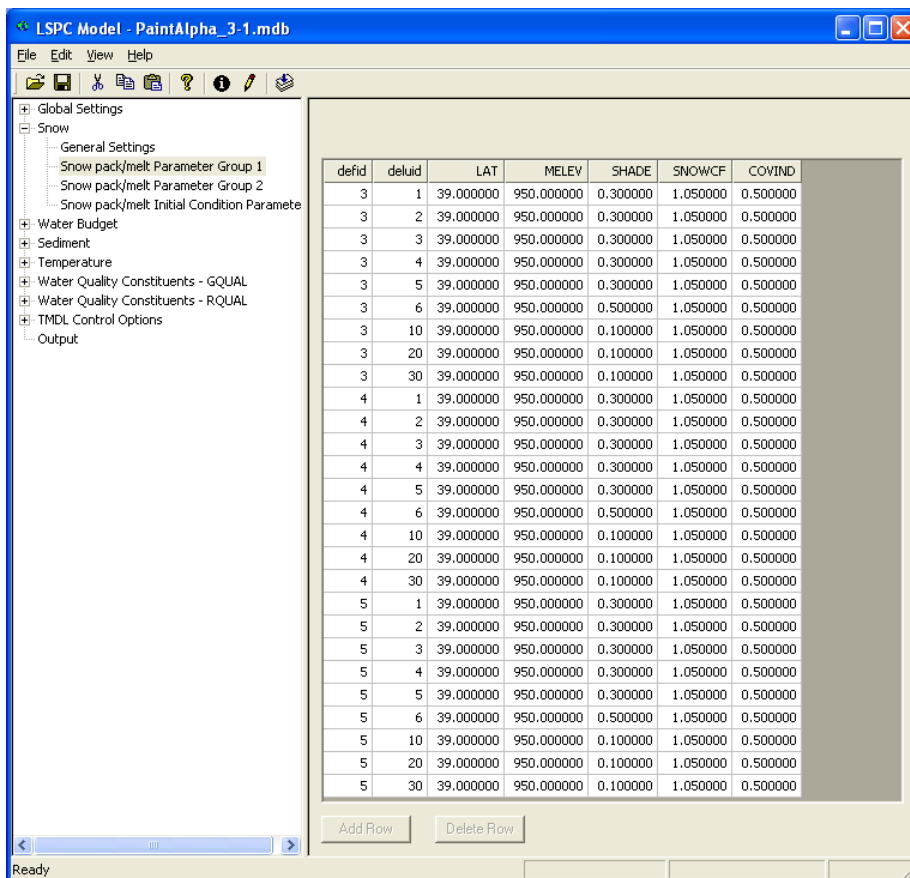 LSPC Model - PaintAlpha_3-1.mdb
File Edit View Help
Global Settings
Snow
General Settings
Snow pack/melt Parameter Group 1
Snow pack/melt Parameter Group 2
Snow pack/melt Initial Condition Paramete
Water Budget
Sediment
Temperature
Water Quality Constituents - GQUAL
Water Quality Constituents - RQUAL
TMDL Control Options
Output
defid deluid LAT MELEV SHADE SNOWCF COVIND
3 1 39.000000 950.000000 0.300000 1.050000 0.500000
3 2 39.000000 950.000000 0.300000 1.050000 0.500000
3 3 39.000000 950.000000 0.300000 1.050000 0.500000
3 4 39.000000 950.000000 0.300000 1.050000 0.500000
3 5 39.000000 950.000000 0.300000 1.050000 0.500000
3 6 39.000000 950.000000 0.500000 1.050000 0.500000
3 10 39.000000 950.000000 0.100000 1.050000 0.500000
3 20 39.000000 950.000000 0.100000 1.050000 0.500000
3 30 39.000000 950.000000 0.100000 1.050000 0.500000
4 1 39.000000 950.000000 0.300000 1.050000 0.500000
4 2 39.000000 950.000000 0.300000 1.050000 0.500000
4 3 39.000000 950.000000 0.300000 1.050000 0.500000
4 4 39.000000 950.000000 0.300000 1.050000 0.500000
4 5 39.000000 950.000000 0.300000 1.050000 0.500000
4 6 39.000000 950.000000 0.500000 1.050000 0.500000
4 10 39.000000 950.000000 0.100000 1.050000 0.500000
4 20 39.000000 950.000000 0.100000 1.050000 0.500000
4 30 39.000000 950.000000 0.100000 1.050000 0.500000
5 1 39.000000 950.000000 0.300000 1.050000 0.500000
5 2 39.000000 950.000000 0.300000 1.050000 0.500000
5 3 39.000000 950.000000 0.300000 1.050000 0.500000
5 4 39.000000 950.000000 0.300000 1.050000 0.500000
5 5 39.000000 950.000000 0.300000 1.050000 0.500000
5 6 39.000000 950.000000 0.500000 1.050000 0.500000
5 10 39.000000 950.000000 0.100000 1.050000 0.500000
5 20 39.000000 950.000000 0.100000 1.050000 0.500000
5 30 39.000000 950.000000 0.100000 1.050000 0.500000
Add Row Delete Row
Ready